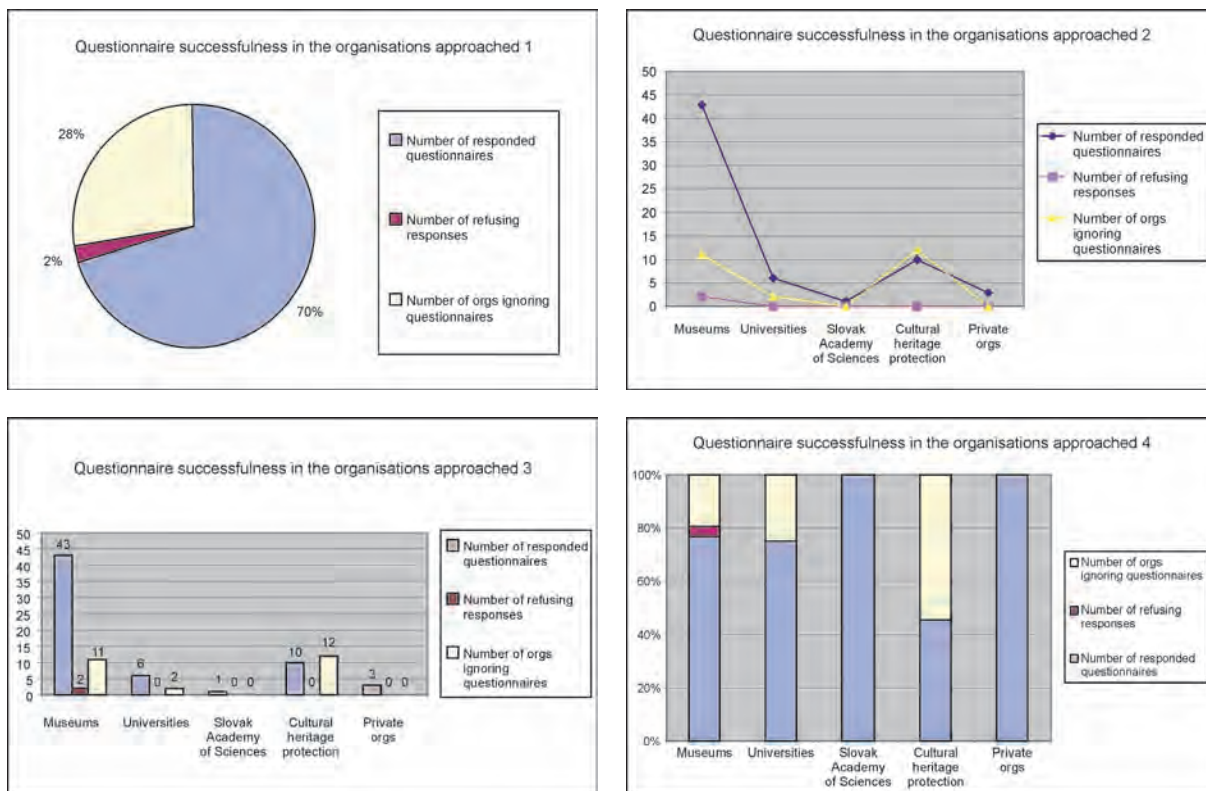 Questionnaire successfulness in the organisations approached 1
28%
2%
70%
Number of responded
questionnaires
Number of refusing
responses
Number of orgs ignoring
questionnaires
Questionnaire successfulness in the organisations approached 2
50
45
40
35
30
25
20
15
10
5
0
Museums
Universities
Slovak
Academy
of Sciences
Cultural
heritage
protection
Private
orgs
Number of responded
questionnaires
Number of refusing
responses
Number of orgs
ignoring
questionnaires
Questionnaire successfulness in the organisations approached 3
50
45
40
35
30
25
20
15
10
5
0
43
2
11
6
0
2
1
0
0
10
0
12
3
0
0
Museums
Universities
Slovak
Academy
of Sciences
Cultural
heritage
protection
Private
orgs
Number of responded
questionnaires
Number of refusing
responses
Number of orgs
ignoring
questionnaires
Questionnaire successfulness in the organisations approached 4
100%
80%
60%
40%
20%
0%
Museums
Universities
Slovak
Academy
of Sciences
Cultural
heritage
protection
Private
orgs
Number of orgs
ignoring questionnaires
Number of refusing
responses
Number of responded
questionnaires